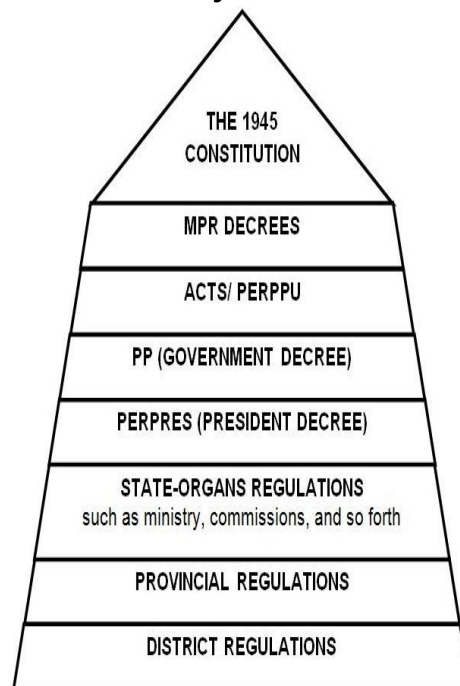 THE 1945
CONSTITUTION
MPR DECREES
ACTS/ PERPPU
PP (GOVERNMENT DECREE)
PERPRES (PRESIDENT DECREE)
STATE-ORGANS REGULATIONS
such as ministry, commissions, and so forth
PROVINCIAL REGULATIONS
DISTRICT REGULATIONS